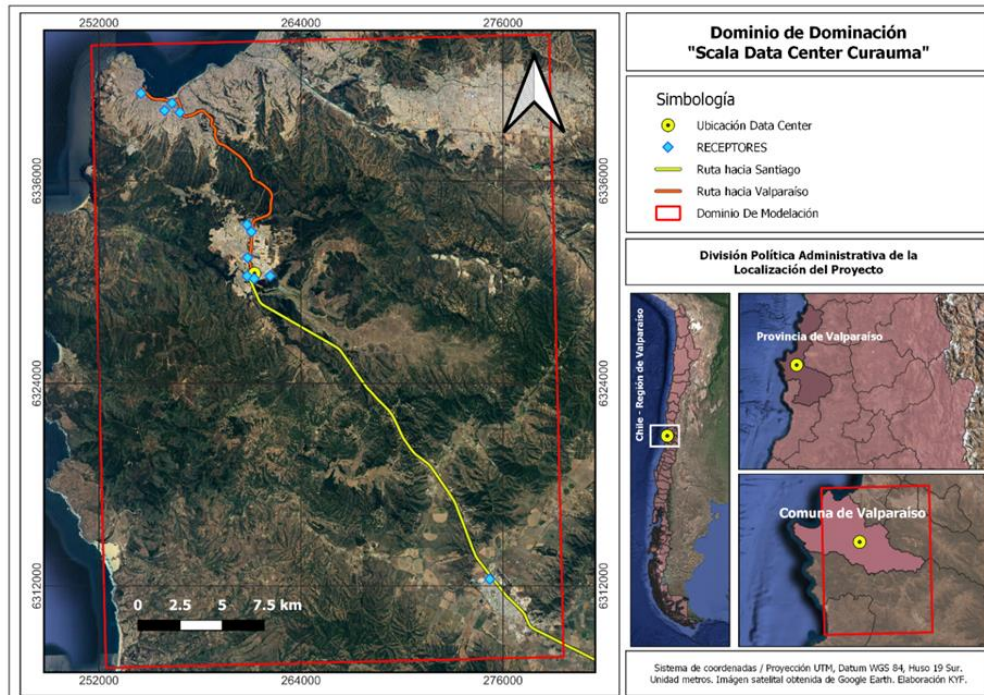 252000
264000
276000
6336000
6324000
6312000
6336000
6324000
6312000
0 2.5 5 7.5 km
252000
264000
276000
Dominio de Dominación
"Scala Data Center Curauma"
Simbología
Ubicación Data Center
RECEPTORES
Ruta hacia Santiago
Ruta hacia Valparaíso
Dominio De Modelación
División Política Administrativa de la
Localización del Proyecto
Chile - Región de Valparaíso
Provincia de Valparaíso
Comuna de Valparaíso
Sistema de coordenadas / Proyección UTM, Datum WGS 84, Huso 19 Sur.
Unidad metros. Imágen satelital obtenida de Google Earth. Elaboración KYF.